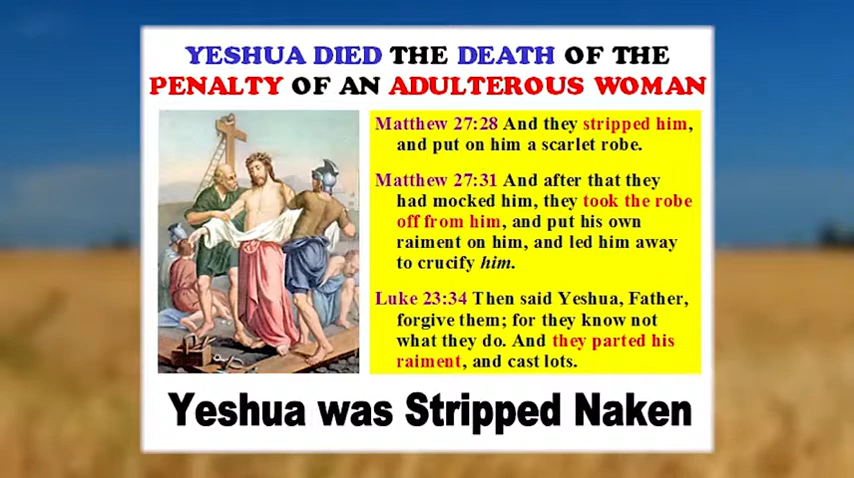 YESHUA DIED THE DEATH OF THE
PENALTY OF AN ADULTEROUS WOMAN
Matthew 27:28 And they stripped him,
and put on him a scarlet robe.
Matthew 27:31 And after that they
had mocked him, they took the robe
off from him, and put his own
raiment on him, and led him away
to crucify him.
Luke 23:34 Then said Yeshua, Father,
forgive them; for they know not
what they do. And they parted his
raiment, and cast lots.
Yeshua was Stripped Naken